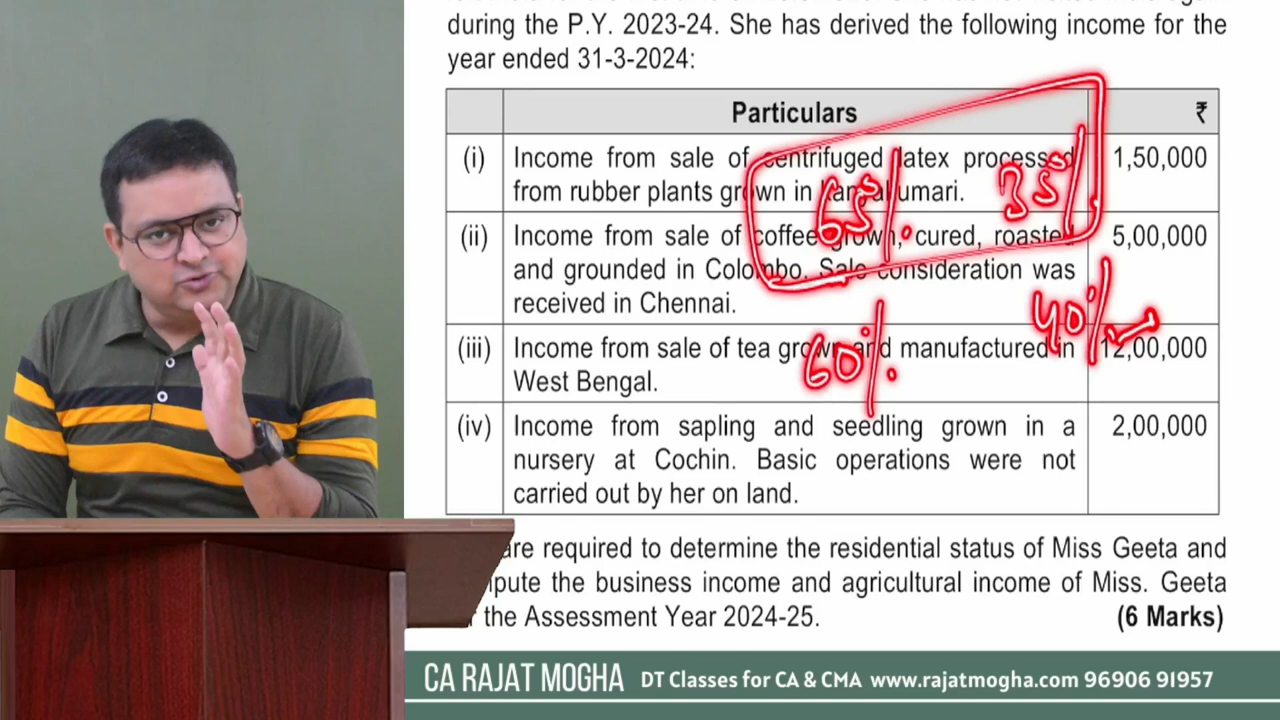 during the P.Y. 2023-24. She has derived the following income for the
year ended 31-3-2024:
Particulars ₹
(i) Income from sale of centrifuged latex processed 1,50,000
from rubber plants grown in Kanyakumari.
65% 35%
(ii) Income from sale of coffee grown, cured, roasted 5,00,000
and grounded in Colombo. Sale consideration was
received in Chennai.
60% 40%
(iii) Income from sale of tea grown and manufactured in 12,00,000
West Bengal.
(iv) Income from sapling and seedling grown in a 2,00,000
nursery at Cochin. Basic operations were not
carried out by her on land.
are required to determine the residential status of Miss Geeta and
pute the business income and agricultural income of Miss. Geeta
the Assessment Year 2024-25. (6 Marks)
CA RAJAT MOGHA DT Classes for CA & CMA www.rajatmogha.com 96906 91957